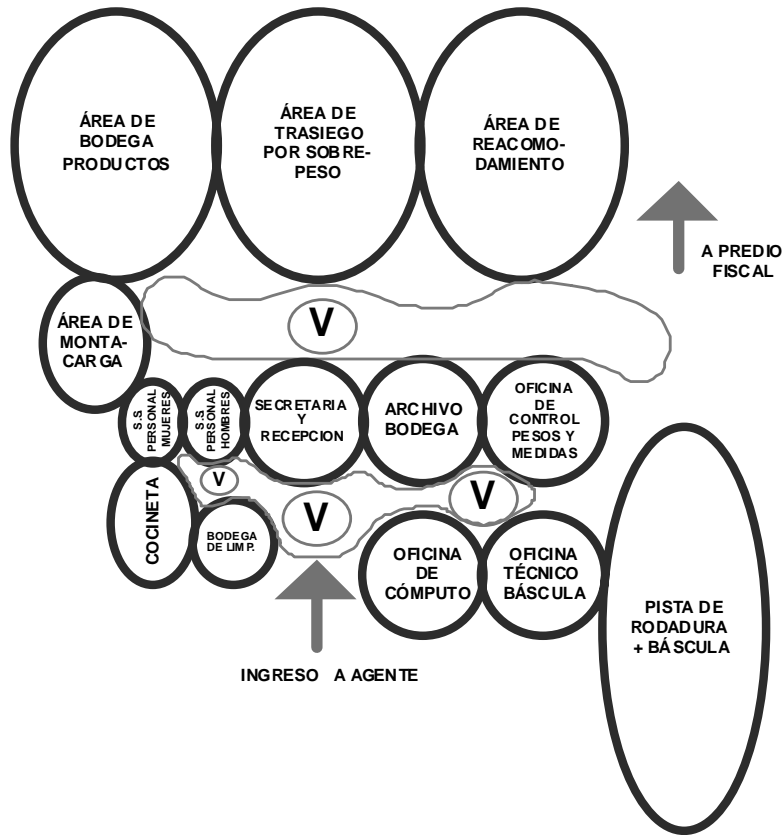 ÁREA DE
BODEGA
PRODUCTOS
ÁREA DE
TRASIEGO
POR SOBRE-
PESO
ÁREA DE
REACOMO-
DAMIENTO
A PREDIO
FISCAL
ÁREA DE
MONTA-
CARGA
V
S.S
PERSONAL
MUJERES
S.S
PERSONAL
HOMBRES
SECRETARIA
Y
RECEPCION
ARCHIVO
BODEGA
OFICINA
DE
CONTROL
PESOS Y
MEDIDAS
COCINETA
V
BODEGA
DE LIMP.
V
V
OFICINA
DE
CÓMPUTO
OFICINA
TÉCNICO
BÁSCULA
PISTA DE
RODADURA
+ BÁSCULA
INGRESO A AGENTE